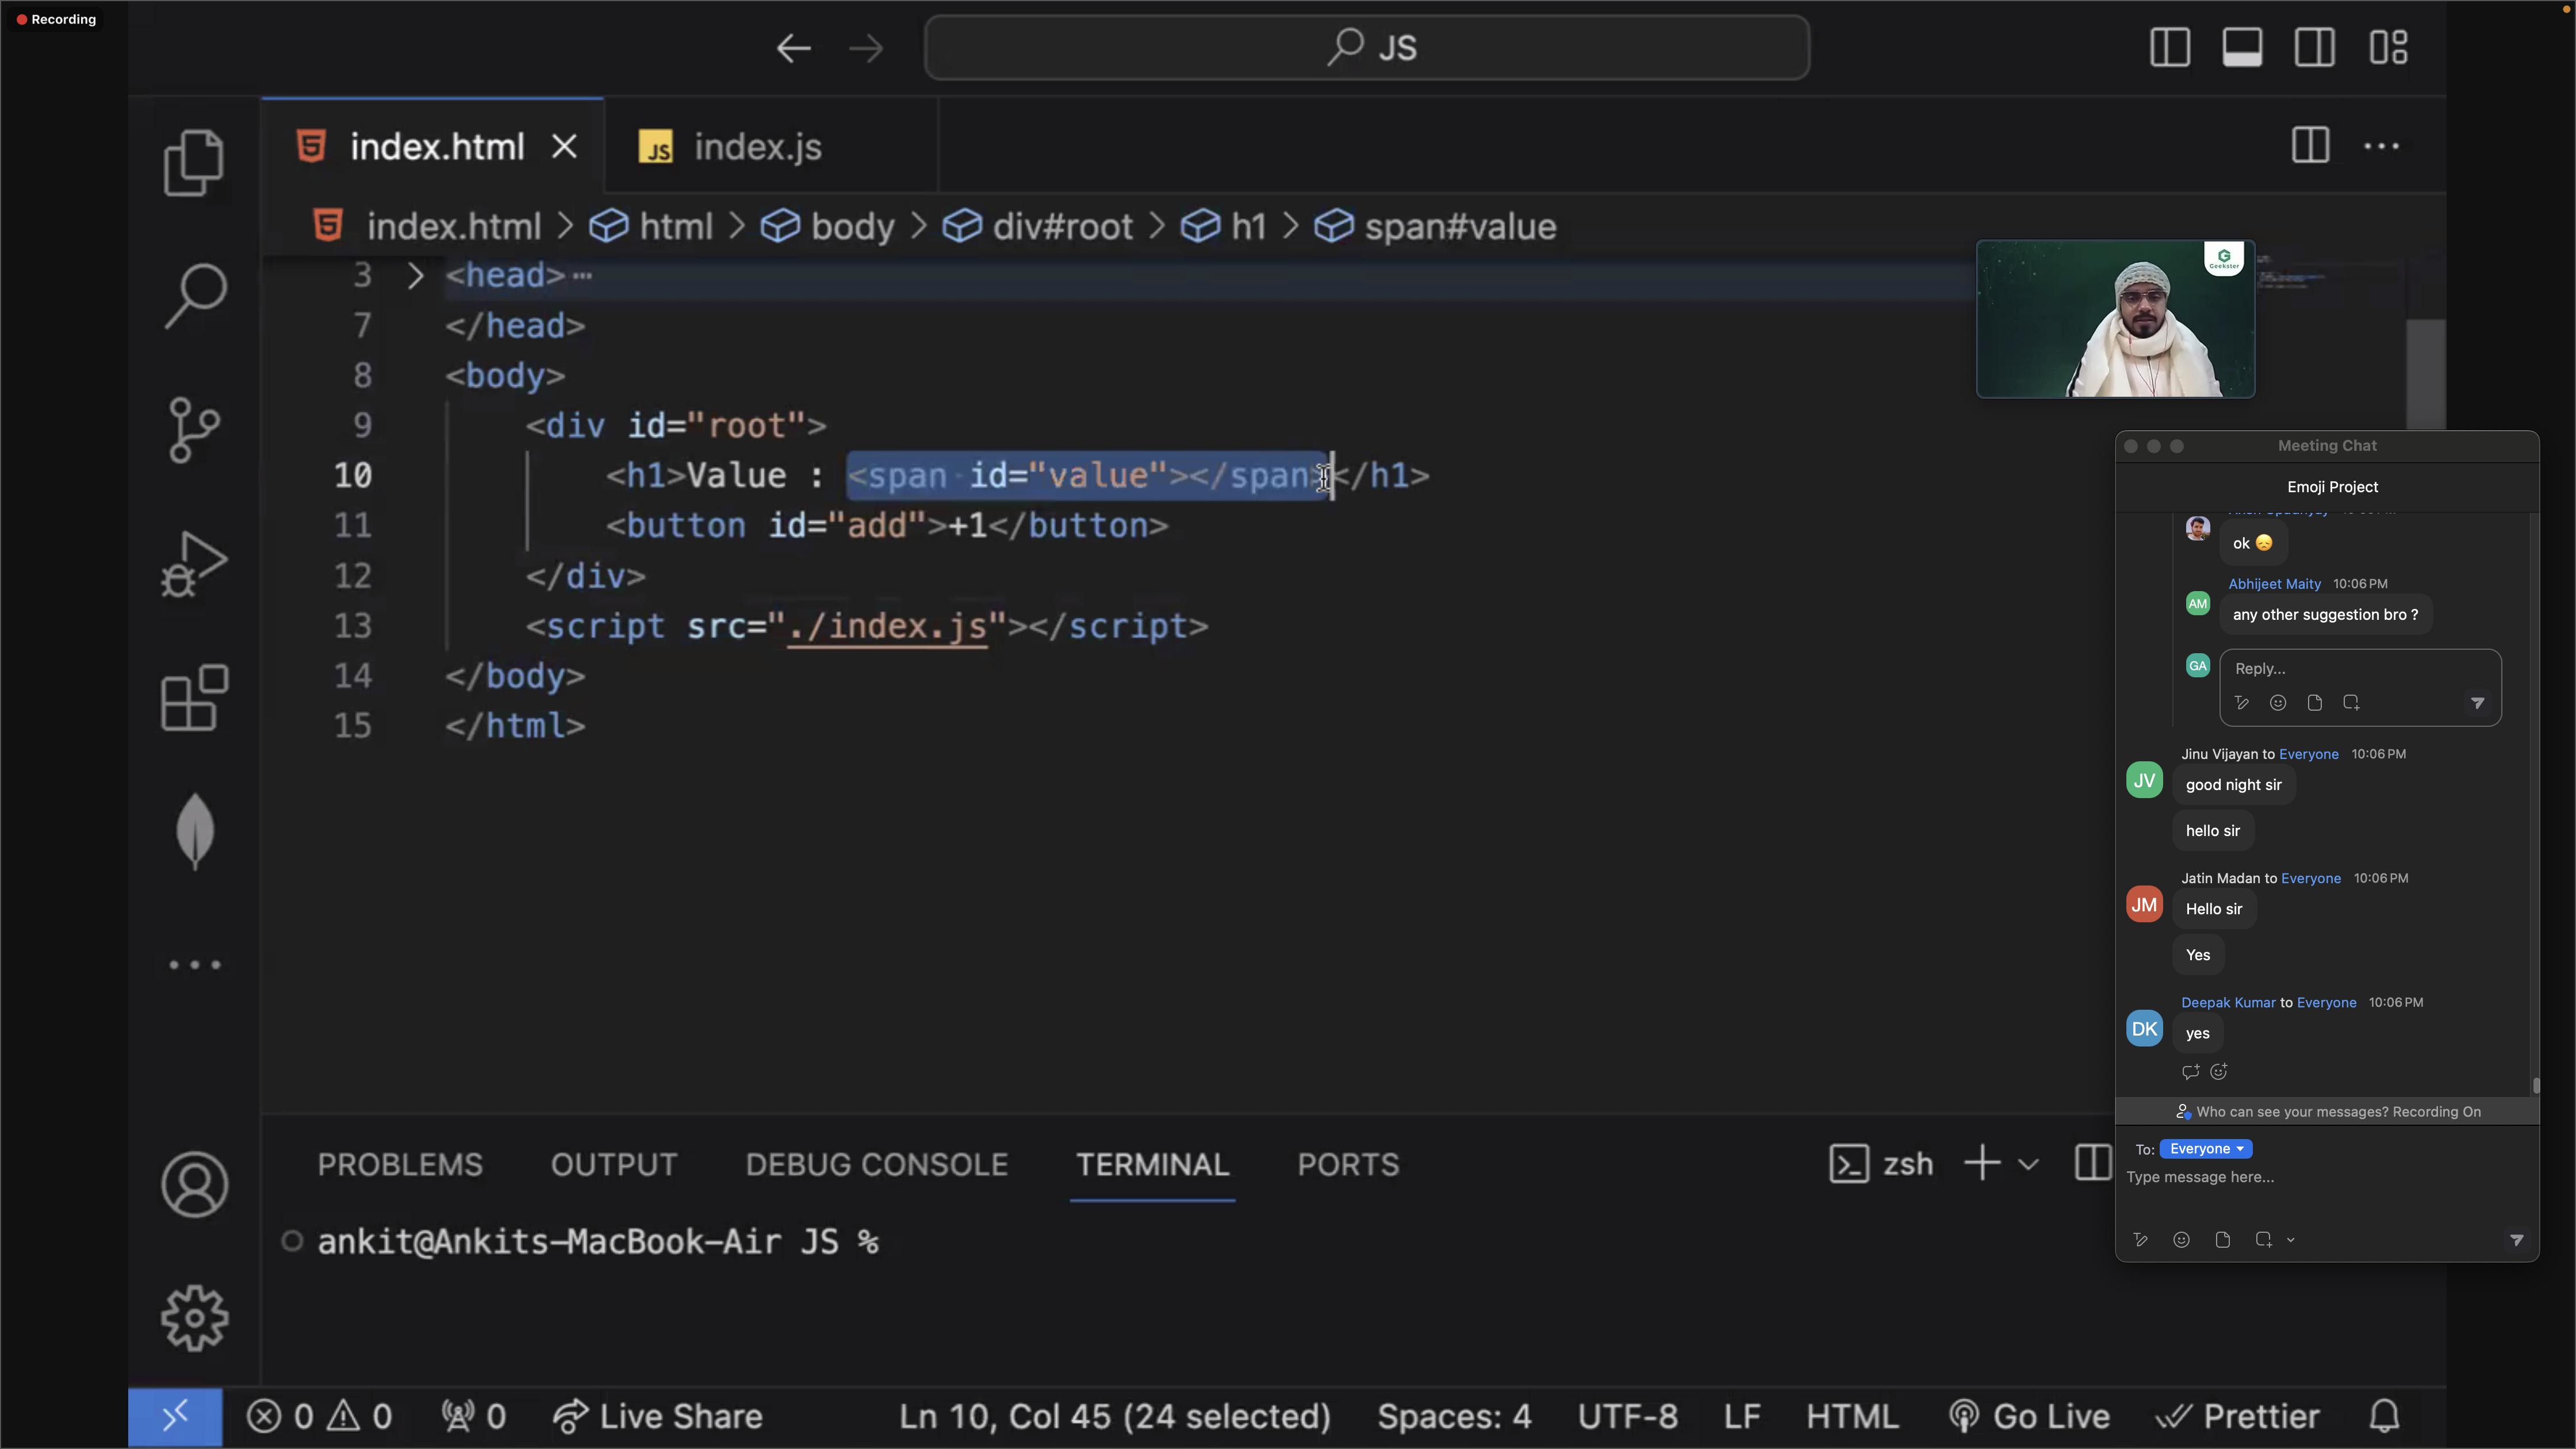 Recording
JS
index.html
JS index.js
index.html > html > body > div#root > h1 > span#value
Geekster
3 <head>⋯
7 </head>
8 <body>
9 <div id="root">
10 <h1>Value : <span id="value"></span></h1>
11 <button id="add">+1</button>
12 </div>
13 <script src="./index.js"></script>
14 </body>
15 </html>
PROBLEMS OUTPUT DEBUG CONSOLE TERMINAL PORTS
zsh
ankit@Ankits-MacBook-Air JS %
0 0 0 Live Share Ln 10, Col 45 (24 selected) Spaces: 4 UTF-8 LF HTML Go Live Prettier
Meeting Chat
Emoji Project
ok 😞
Abhijeet Maity 10:06 PM
AM any other suggestion bro ?
GA Reply...
Jinu Vijayan to Everyone 10:06 PM
JV good night sir
hello sir
Jatin Madan to Everyone 10:06 PM
JM Hello sir
Yes
Deepak Kumar to Everyone 10:06 PM
DK yes
Who can see your messages? Recording On
To: Everyone
Type message here...